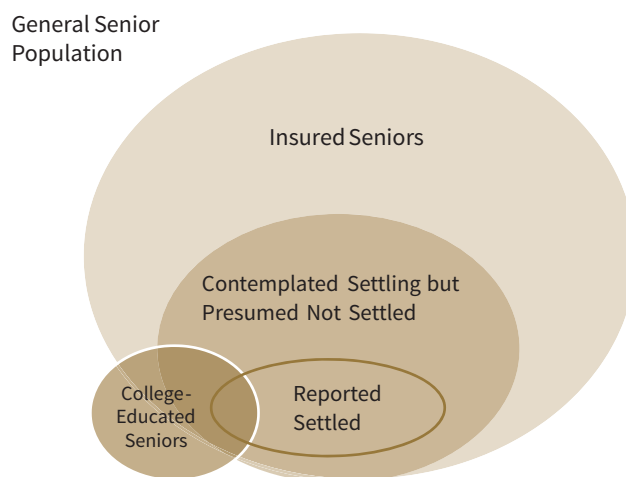 General Senior
Population
Insured Seniors
Contemplated Settling but
Presumed Not Settled
College-
Educated
Seniors
Reported
Settled